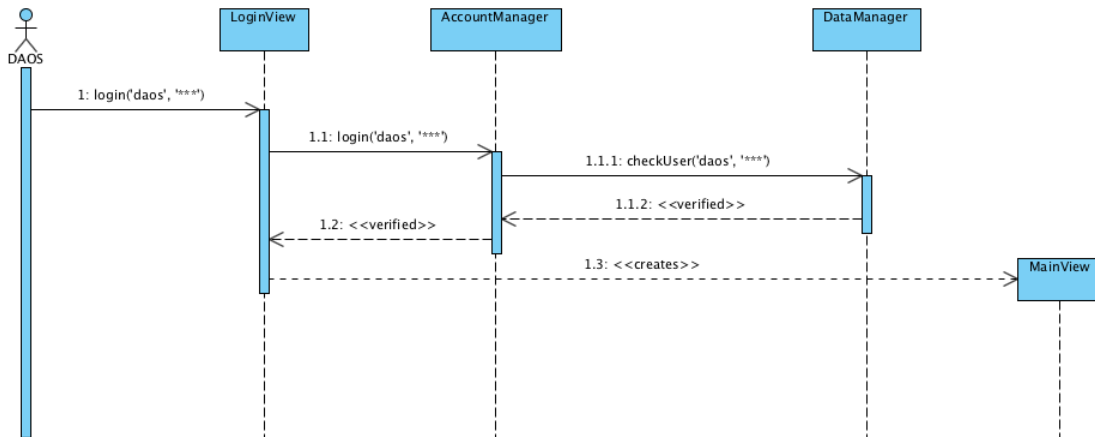 LoginView
AccountManager
DataManager
DAOS
1: login('daos', '***')
1.1: login('daos', '***')
1.1.1: checkUser('daos', '***')
1.1.2: <<verified>>
1.2: <<verified>>
1.3: <<creates>>
MainView